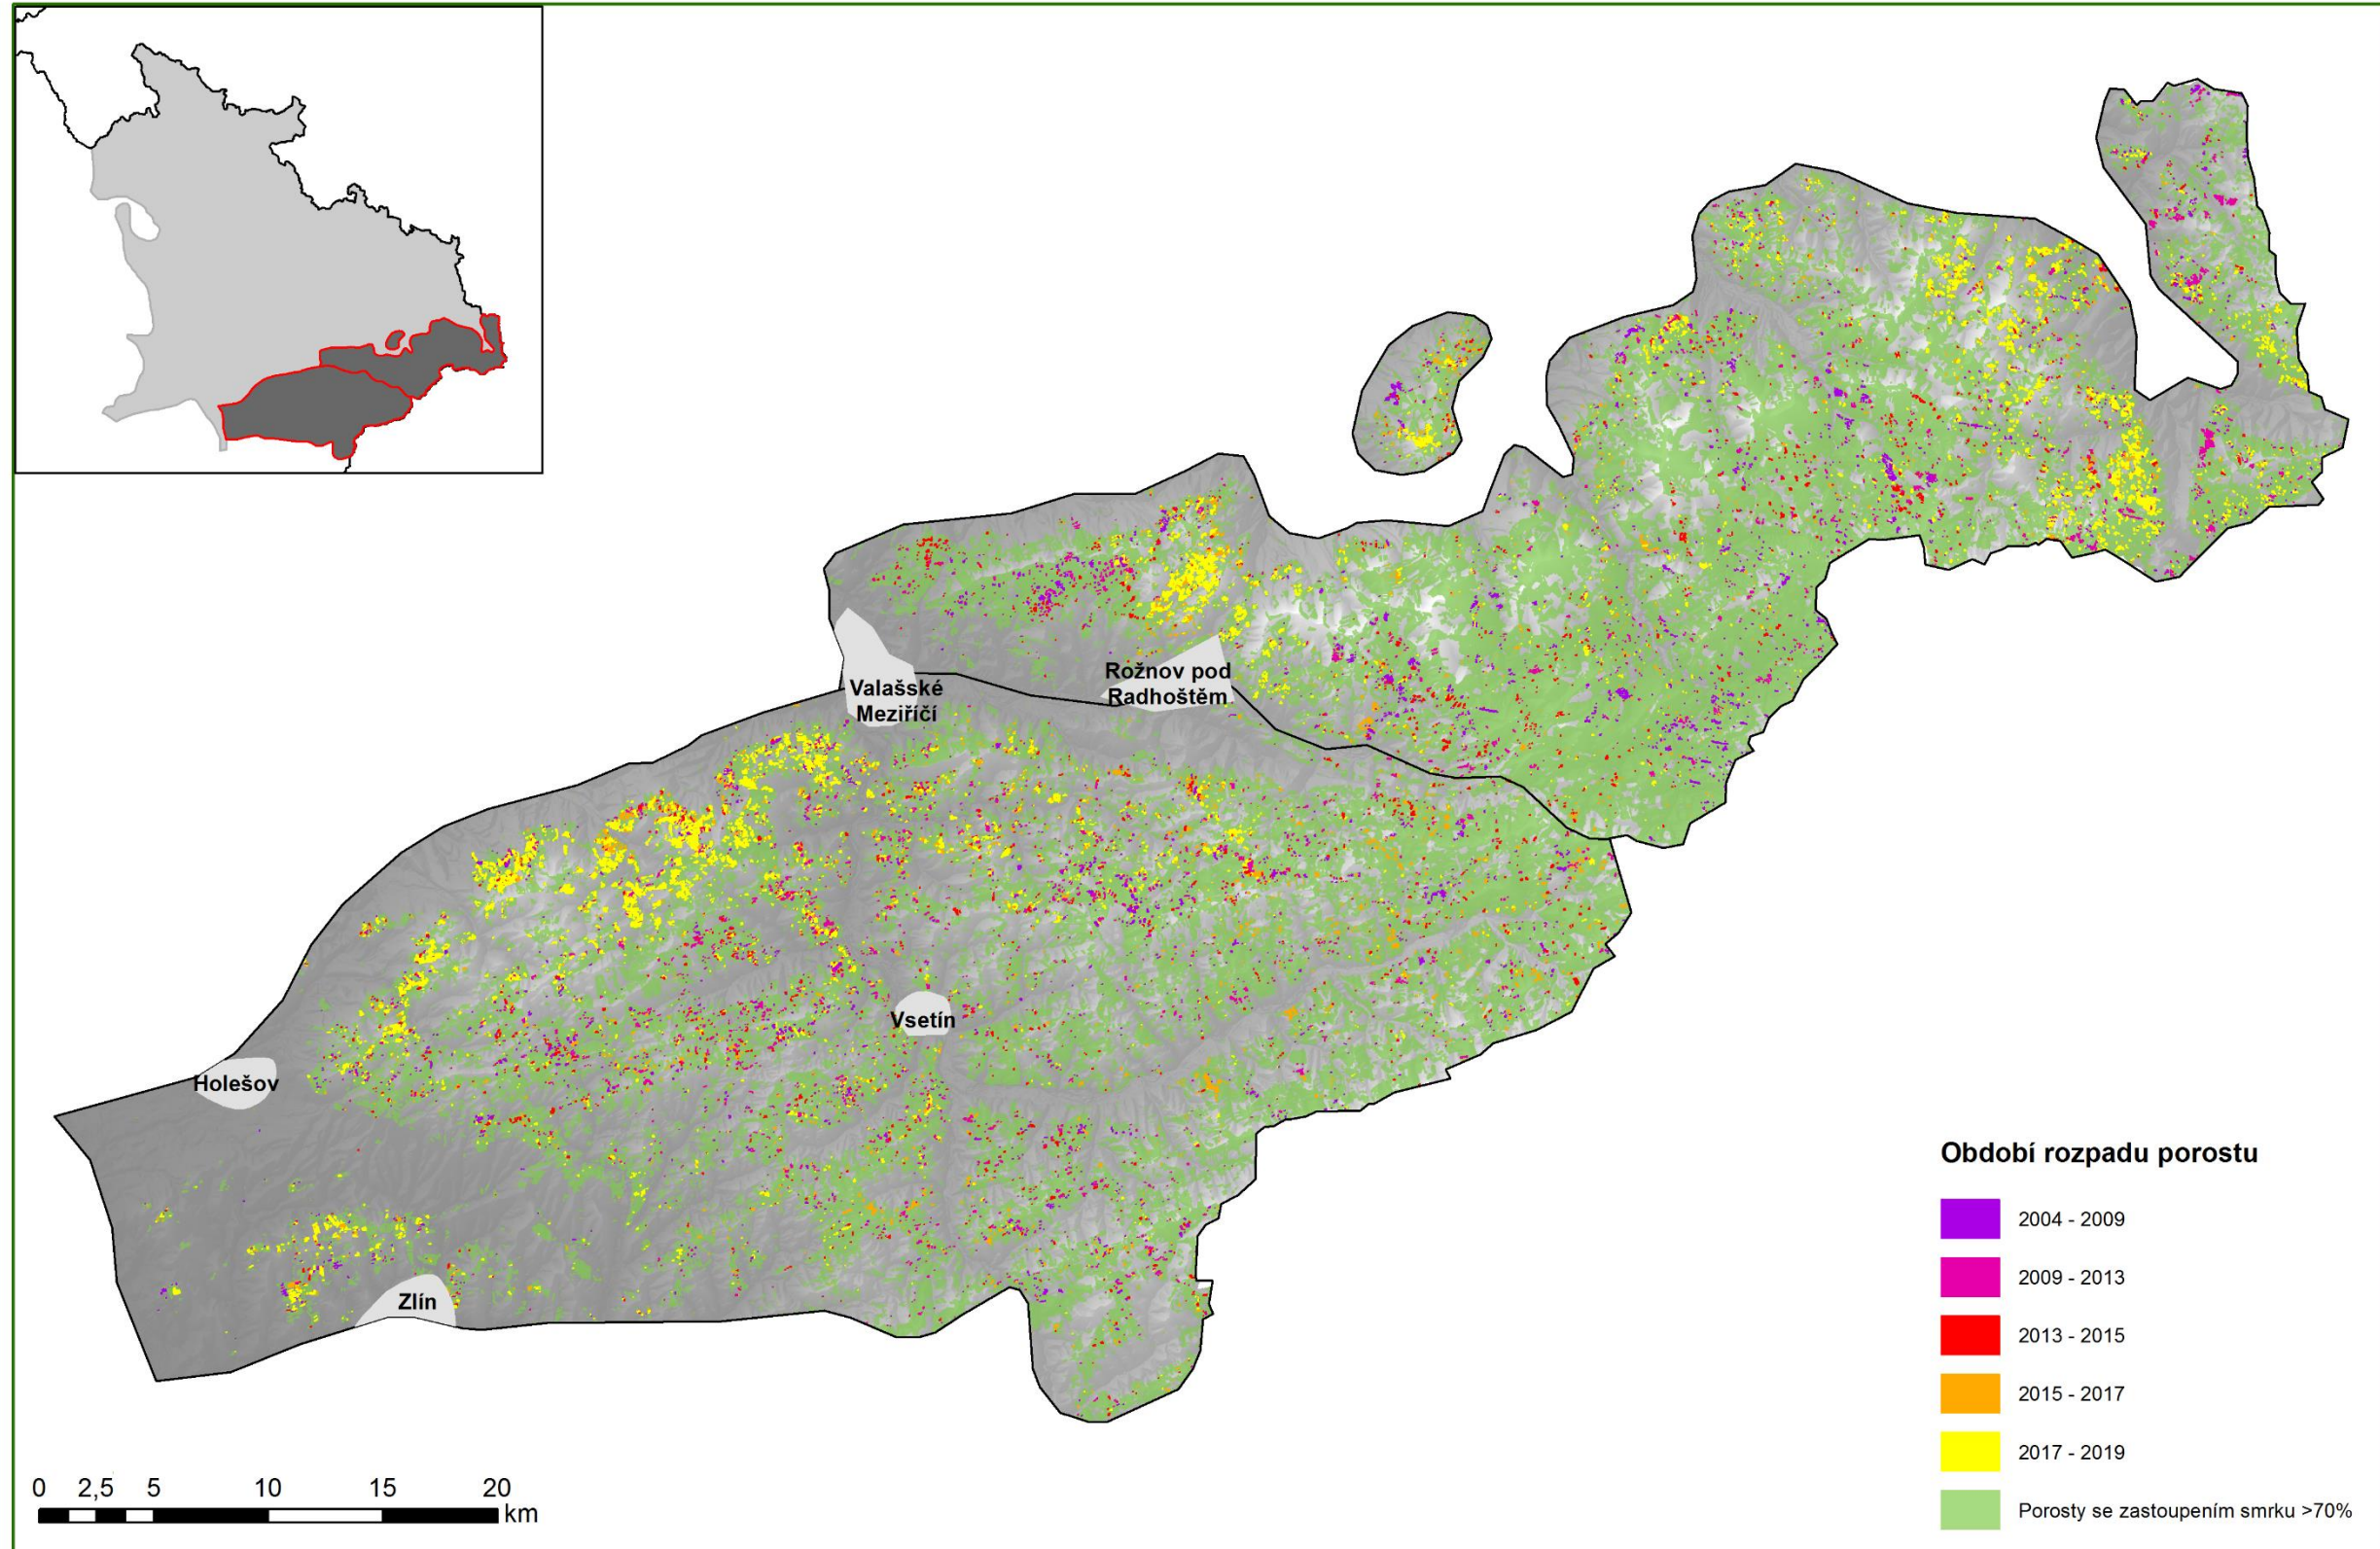 Rožnov pod
Radhoštěm
Valašské
Meziříčí
Vsetín
Holešov
Zlín
Období rozpadu porostu
2004 - 2009
2009 - 2013
2013 - 2015
2015 - 2017
2017 - 2019
Porosty se zastoupením smrku >70%
0 2,5 5 10 15 20
km